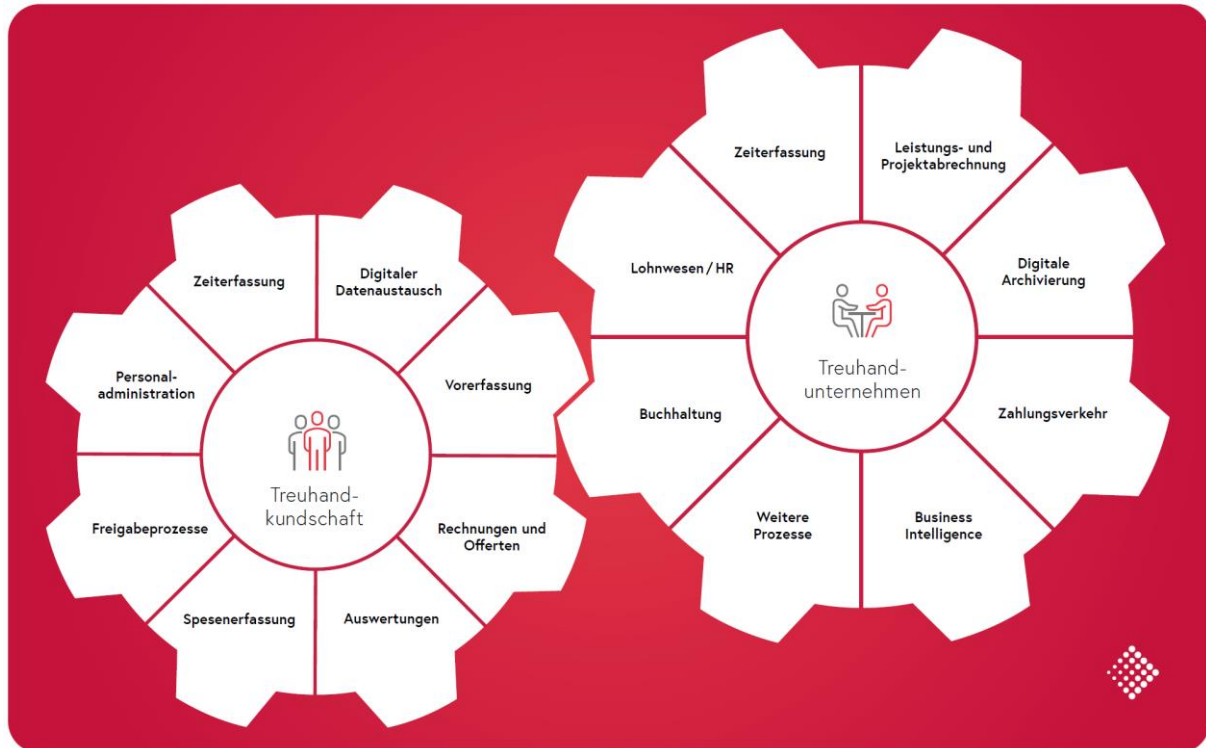 Zeiterfassung
Digitaler
Datenaustausch
Vorerfassung
Rechnungen und
Offerten
Auswertungen
Spesenerfassung
Freigabeprozesse
Personal-
administration
Treuhand-
kundschaft
Zeiterfassung
Leistungs- und
Projektabrechnung
Digitale
Archivierung
Zahlungsverkehr
Business
Intelligence
Weitere
Prozesse
Buchhaltung
Lohnwesen / HR
Treuhand-
unternehmen